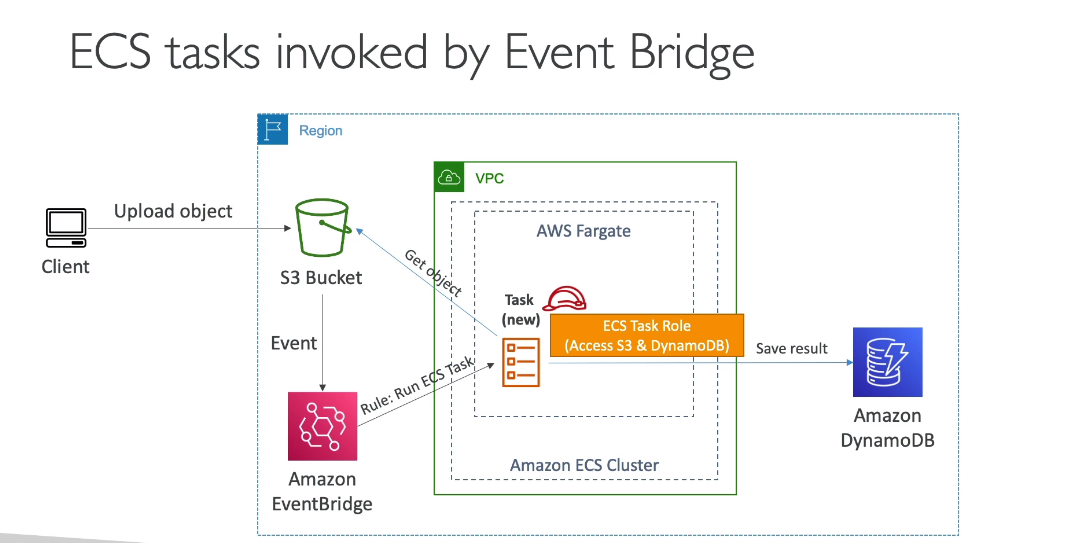 ECS tasks invoked by Event Bridge
Region
VPC
Upload object
AWS Fargate
Client
S3 Bucket
Get object
Task
(new)
ECS Task Role
(Access S3 & DynamoDB)
Save result
Event
Rule: Run ECS Task
Amazon
DynamoDB
Amazon ECS Cluster
Amazon
EventBridge